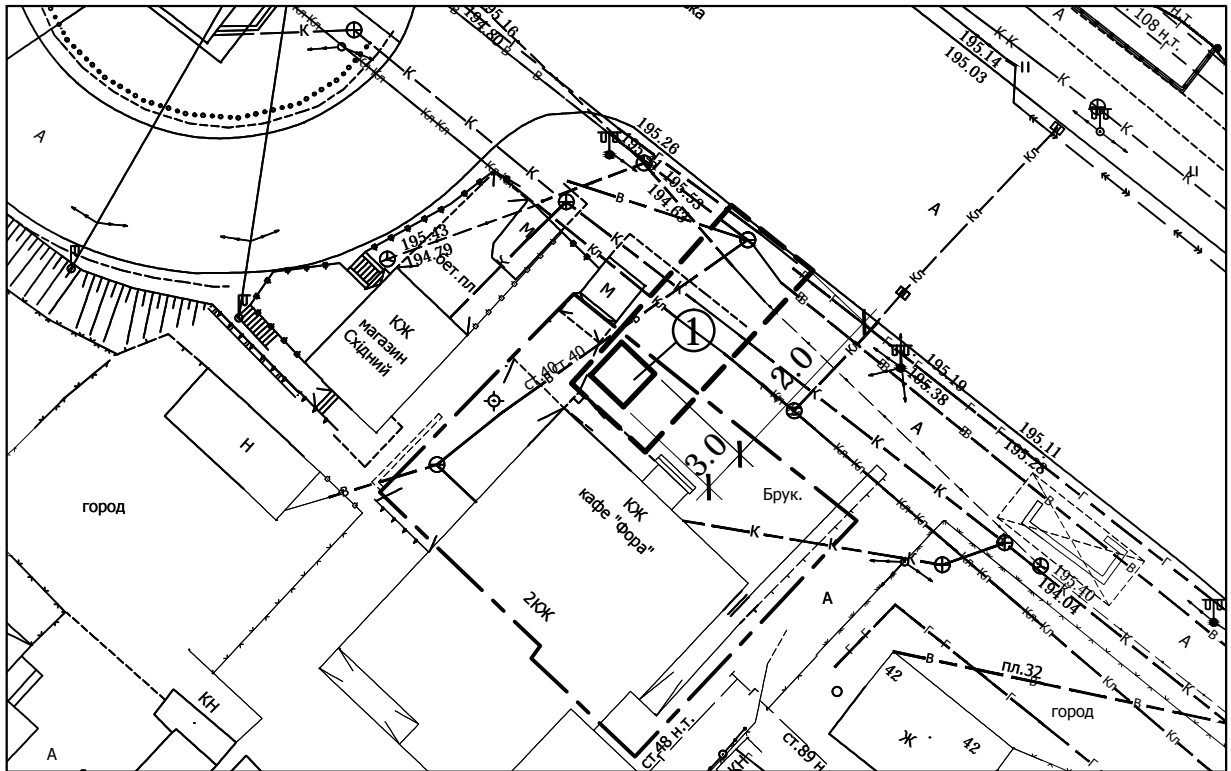 195.16
194.80
108 н.т.
н.т.
А
195.14
195.03
К К
К
Кл Кл
А
195.26
195.53
194.63
195.43
194.79
бет.пл
М
М
К
В
А
Кл
КЖ
магазин
Східний
ст.40
ст.40
1
2.0
3.0
195.19
195.38
195.11
195.28
А
Н
город
КЖ
кафе "Фора"
Брук.
2КЖ
А
195.40
194.04
А
КН
А
42
пл.32
город
Ж
42
ст.48 н.т.
ст.89 н
КН